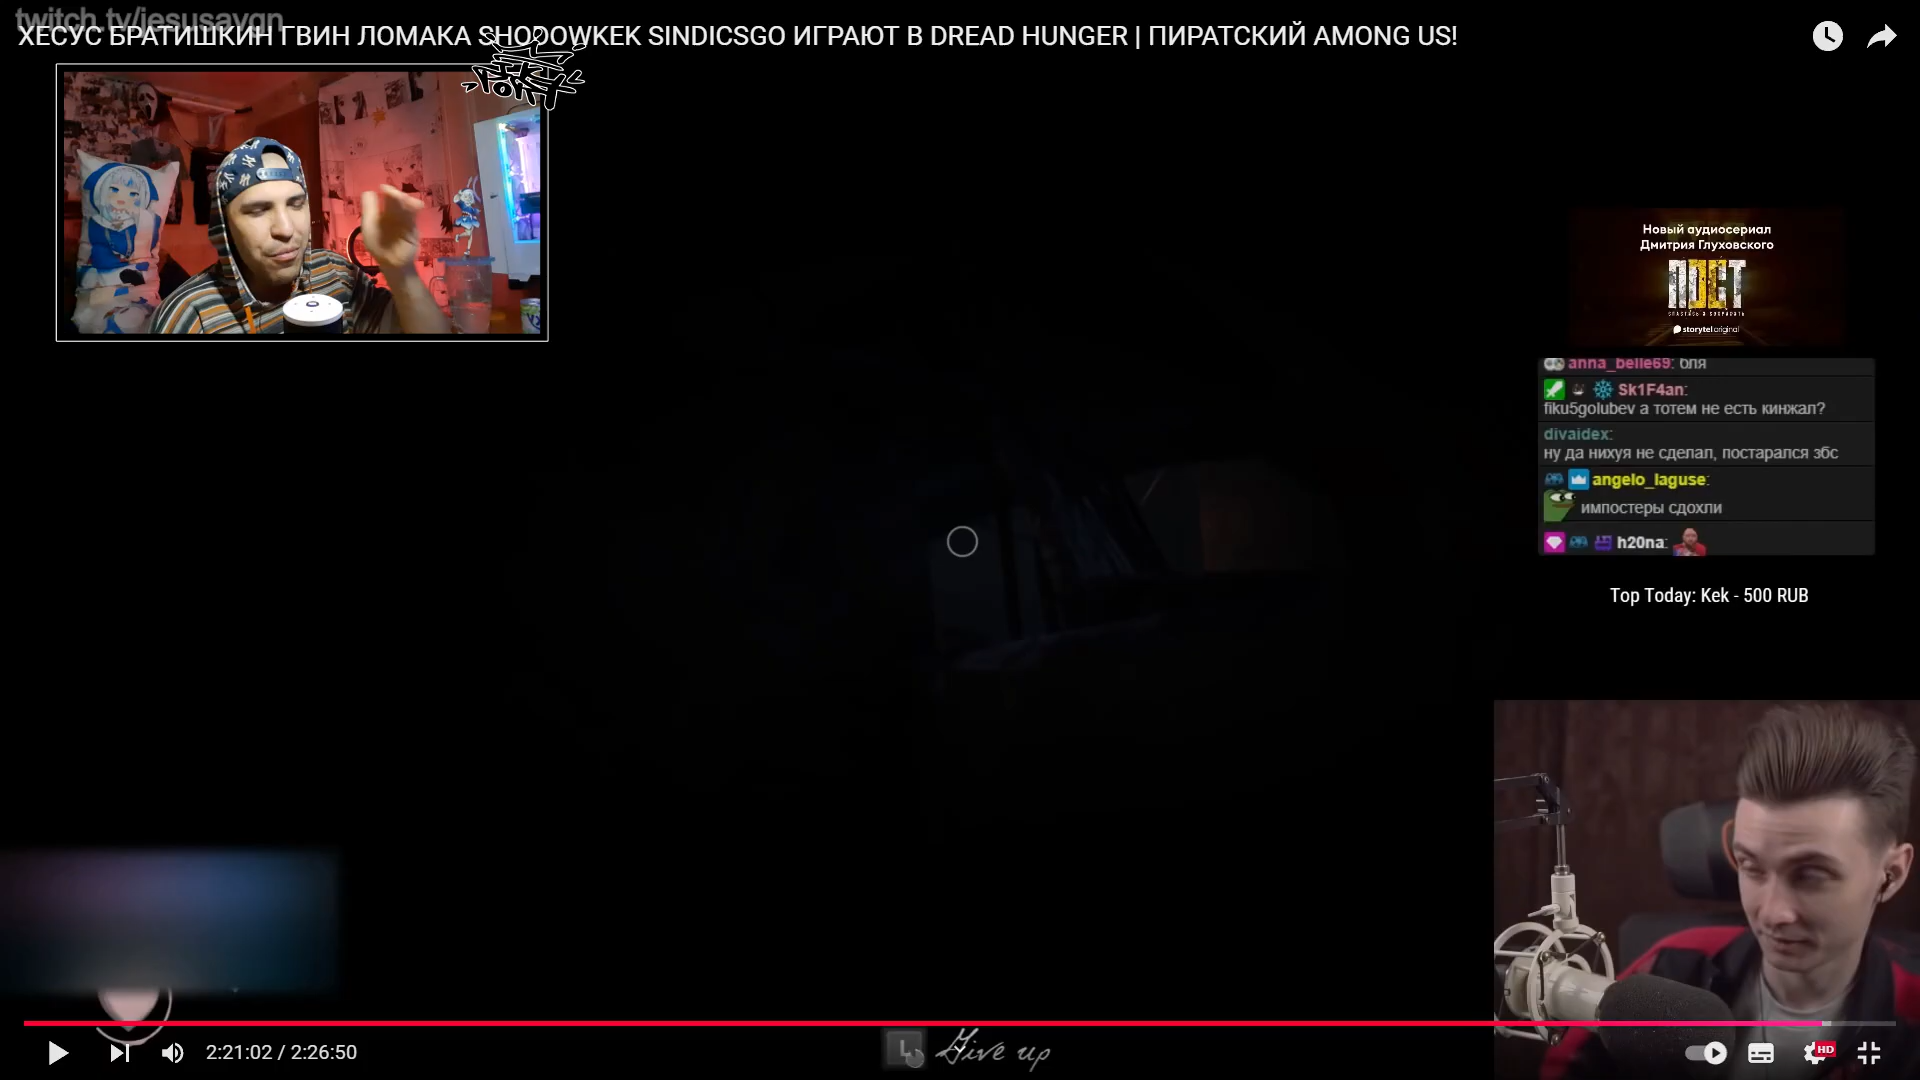 twitch.tv/jesusavgn
ХЕСУС БРАТИШКИН ГВИН ЛОМАКА SHODOWKEK SINDICSGO ИГРАЮТ В DREAD HUNGER | ПИРАТСКИЙ AMONG US!
Новый аудиосериал
Дмитрия Глуховского
ПОСТ
storytel original
anna_belle69: бля
Sk1F4an:
fiku5golubev а тотем не есть кинжал?
divaidex:
ну да нихуя не сделал, постарался збс
angelo_laguse:
импостеры сдохли
h20na:
Top Today: Kek - 500 RUB
2:21:02 / 2:26:50
L
Give up
HD